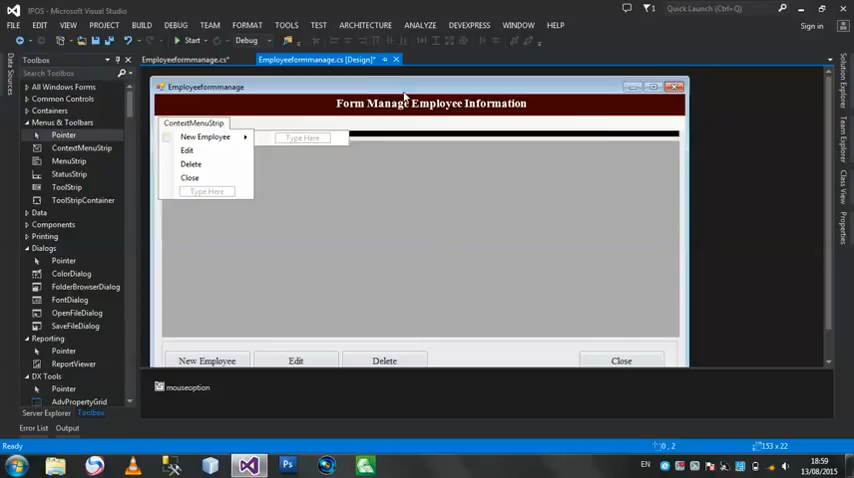 IPOS - Microsoft Visual Studio
1
Quick Launch (Ctrl+Q)
FILE EDIT VIEW PROJECT BUILD DEBUG TEAM FORMAT TOOLS TEST ARCHITECTURE ANALYZE DEVEXPRESS WINDOW HELP
Sign in
Start Debug
Toolbox
Employeeformmanage.cs*
Employeeformmanage.cs [Design]*
Search Toolbox
All Windows Forms
Common Controls
Containers
Menus & Toolbars
Pointer
ContextMenuStrip
MenuStrip
StatusStrip
ToolStrip
ToolStripContainer
Data
Components
Printing
Dialogs
Pointer
ColorDialog
FolderBrowserDialog
FontDialog
OpenFileDialog
SaveFileDialog
Reporting
Pointer
ReportViewer
DX Tools
Pointer
AdvPropertyGrid
Server Explorer Toolbox
Data Sources
Employeeformmanage
Form Manage Employee Information
ContextMenuStrip
New Employee
Type Here
Edit
Delete
Close
Type Here
New Employee Edit Delete Close
mouseoption
Solution Explorer
Team Explorer
Class View
Properties
Error List Output
Ready
0 , 2
153 x 22
Ps
EN
18:59
13/08/2015